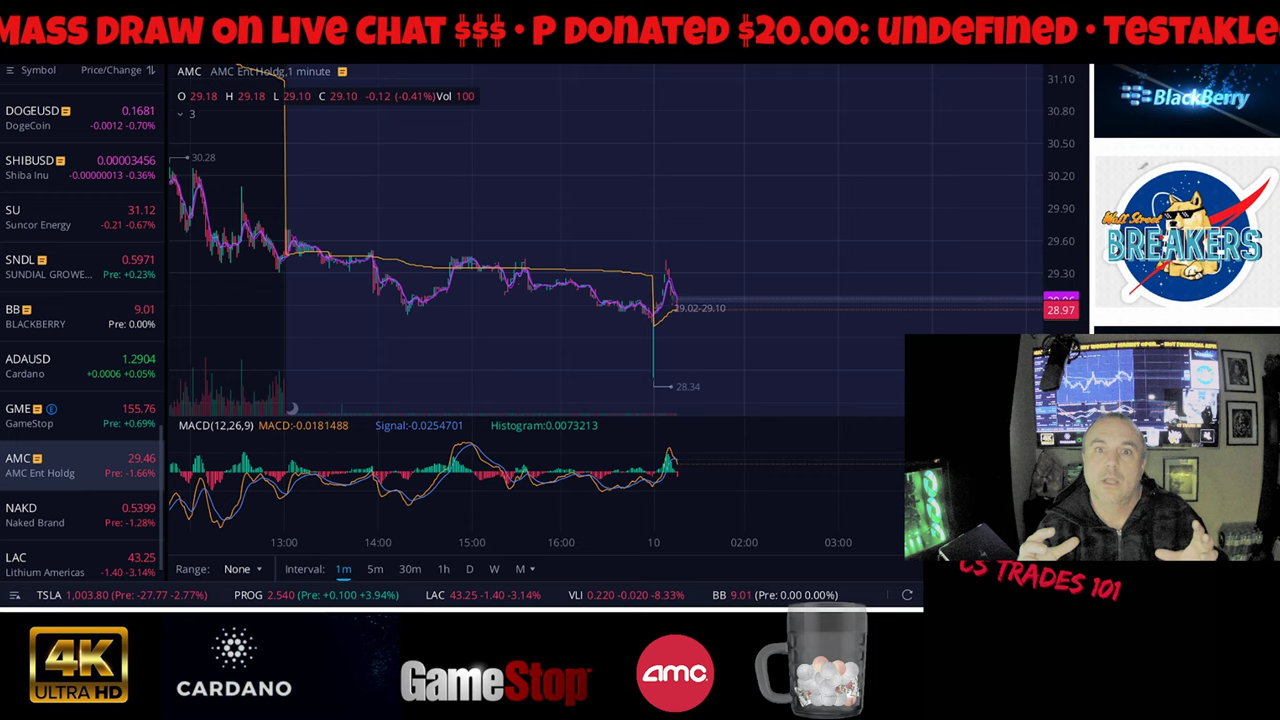 MASS DRAW ON LIVE CHAT $$$ • P DONATED $20.00: UNDEFINED • TESTAKLE
Symbol Price/Change
DOGEUSD 0.1681
DogeCoin -0.0012 -0.70%
SHIBUSD 0.00003456
Shiba Inu -0.00000013 -0.36%
SU 31.12
Suncor Energy -0.21 -0.67%
SNDL 0.5971
SUNDIAL GROWE... Pre: +0.23%
BB 9.01
BLACKBERRY Pre: 0.00%
ADAUSD 1.2904
Cardano +0.0006 +0.05%
GME E 155.76
GameStop Pre: +0.69%
AMC 29.46
AMC Ent Holdg Pre: -1.66%
NAKD 0.5399
Naked Brand Pre: -1.28%
LAC 43.25
Lithium Americas -1.40 -3.14%
AMC AMC Ent Holdg,1 minute
O 29.18 H 29.18 L 29.10 C 29.10 -0.12 (-0.41%) Vol 100
3
30.28
29.02-29.10
28.34
31.10
30.80
30.50
30.20
29.90
29.60
29.30
28.97
MACD(12,26,9) MACD:-0.0181488 Signal:-0.0254701 Histogram:0.0073213
13:00 14:00 15:00 16:00 10 02:00 03:00
Range: None Interval: 1m 5m 30m 1h D W M
TSLA 1,003.80 (Pre: -27.77 -2.77%) PROG 2.540 (Pre: +0.100 +3.94%) LAC 43.25 -1.40 -3.14% VLI 0.220 -0.020 -8.33% BB 9.01 (Pre: 0.00 0.00%)
BlackBerry
Wall Street
BREAKERS
CS TRADES 101
4K
ULTRA HD
CARDANO
GameStop
amc